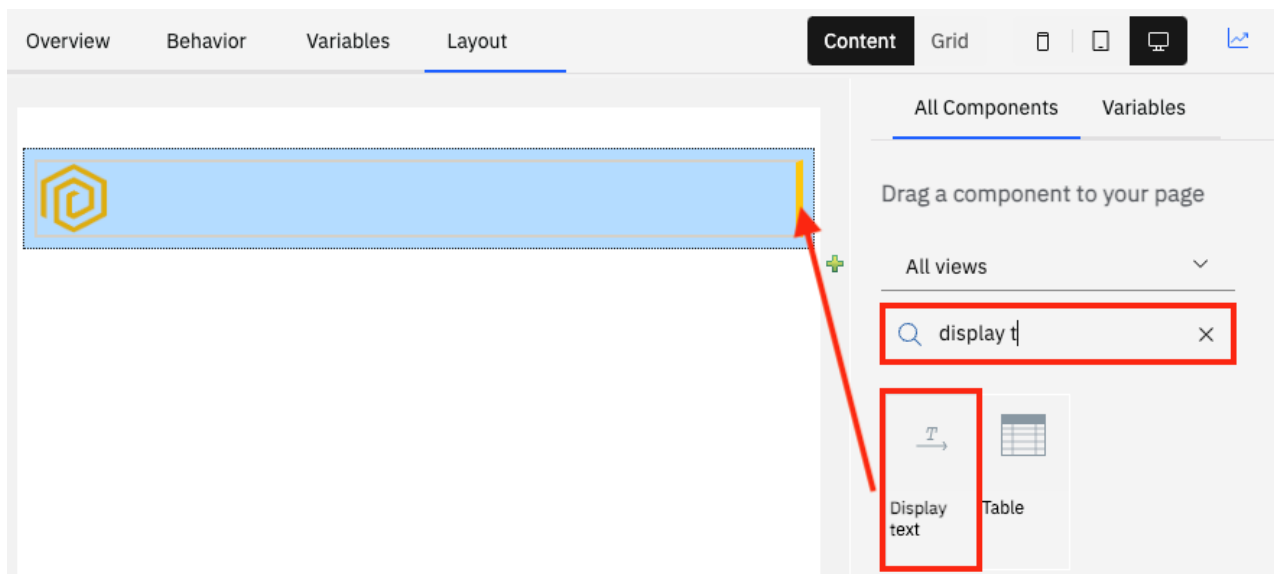 Overview Behavior Variables Layout Content Grid
All Components Variables
Drag a component to your page
All views
display t
T
Display text
Table